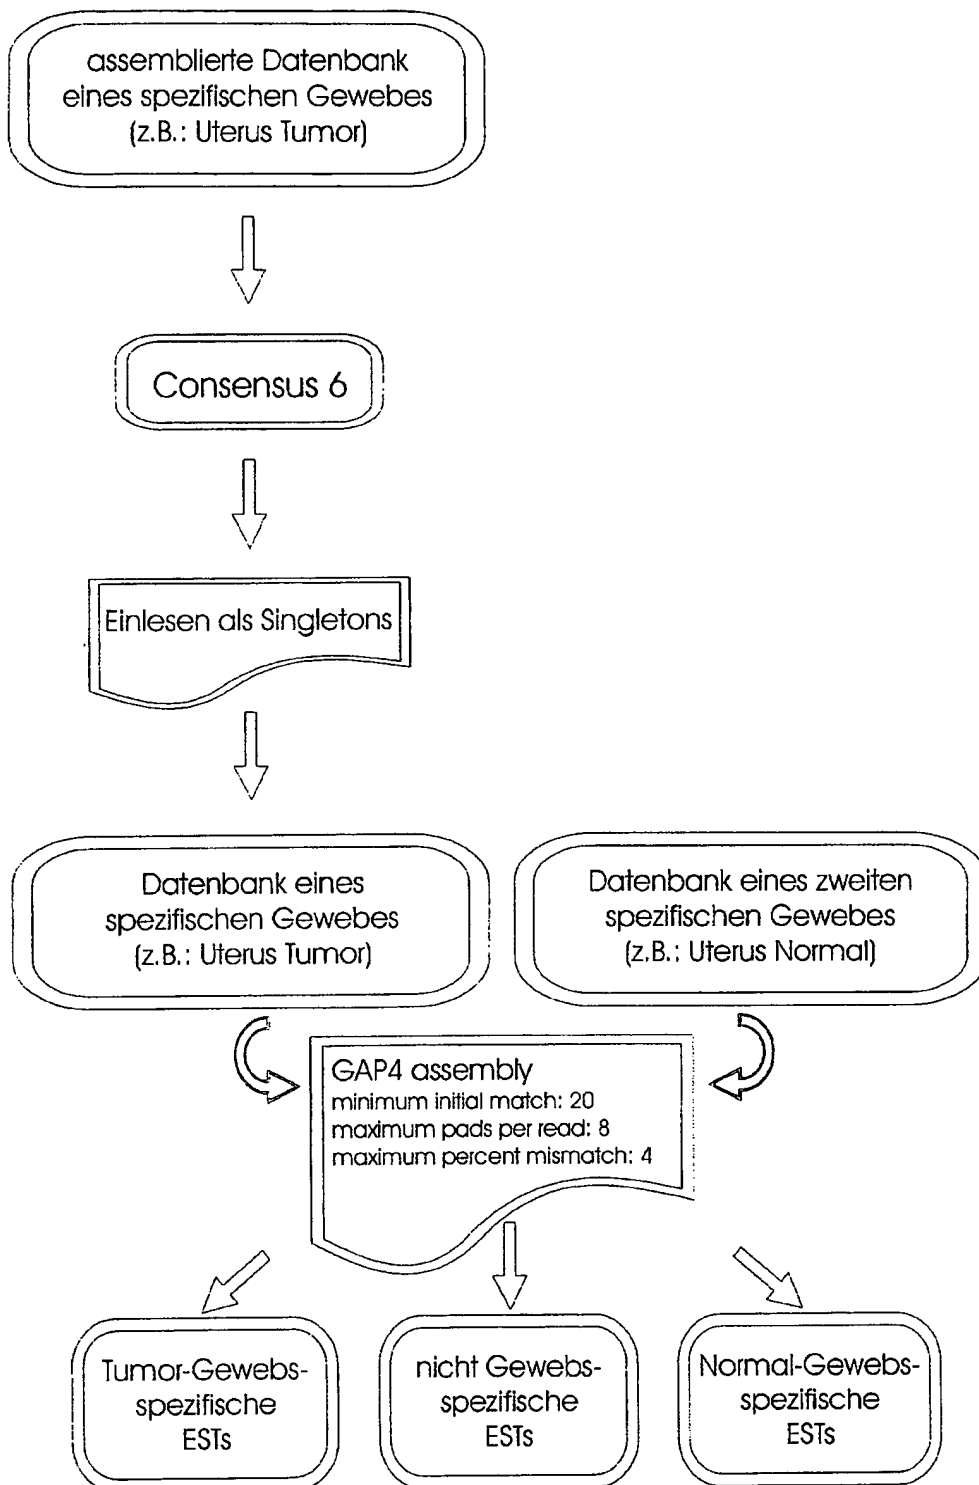 assemblierte Datenbank
eines spezifischen Gewebes
(z.B.: Uterus Tumor)
Consensus 6
Einlesen als Singletons
Datenbank eines
spezifischen Gewebes
(z.B.: Uterus Tumor)
Datenbank eines zweiten
spezifischen Gewebes
(z.B.: Uterus Normal)
GAP4 assembly
minimum initial match: 20
maximum pads per read: 8
maximum percent mismatch: 4
Tumor-Gewebs-
spezifische
ESTs
nicht Gewebs-
spezifische
ESTs
Normal-Gewebs-
spezifische
ESTs